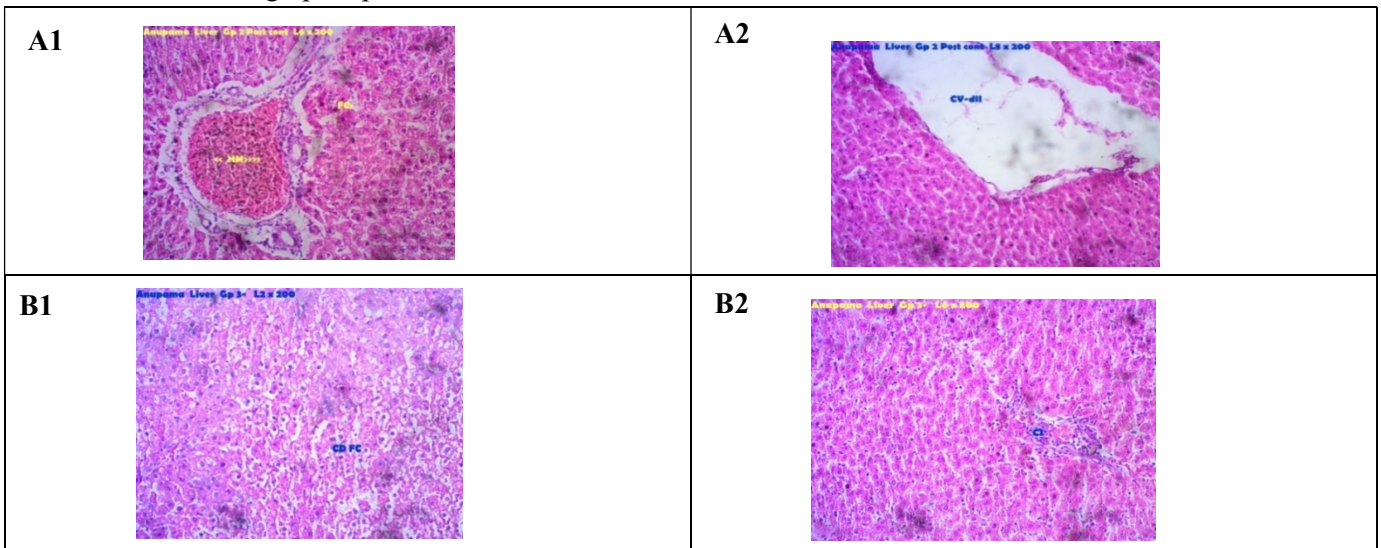 A1
Anupama Liver Gp 2 Post cont L6 x 200
FC
<< HM>>>>
A2
Anupama Liver Gp 2 Post cont L8 x 200
CV-dil
B1
Anupama Liver Gp 3- L2 x 200
CD FC
B2
Anupama Liver Gp 3- L6 x 200
CI